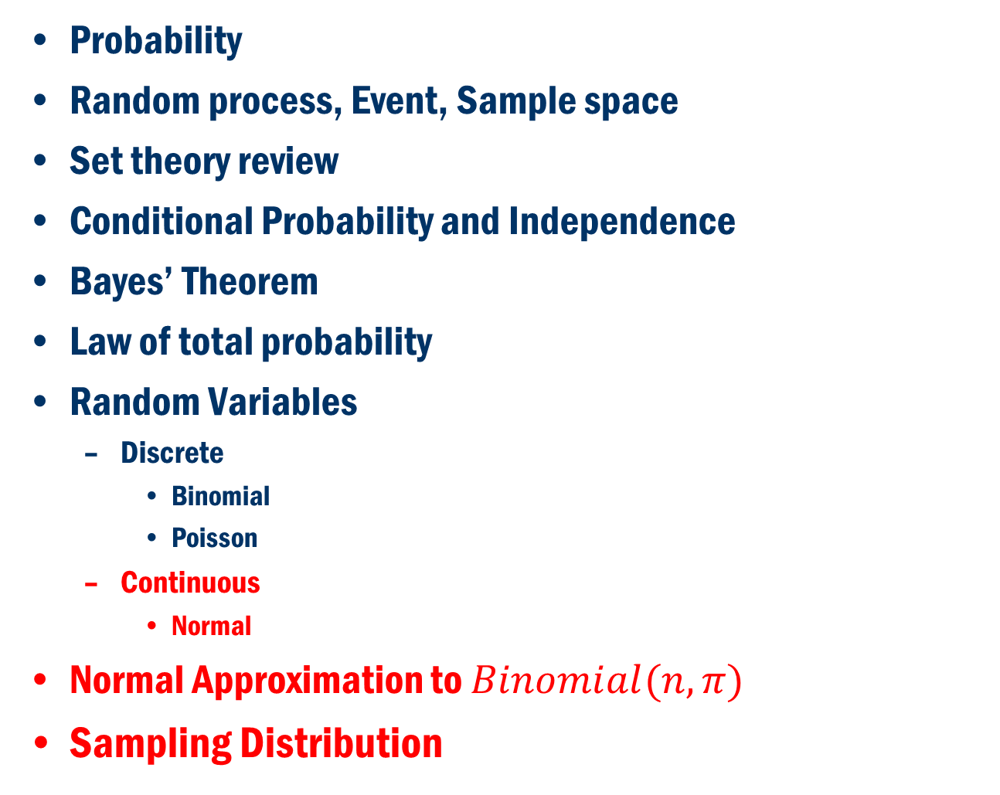 • Probability
• Random process, Event, Sample space
• Set theory review
• Conditional Probability and Independence
• Bayes’ Theorem
• Law of total probability
• Random Variables
– Discrete
• Binomial
• Poisson
– Continuous
• Normal
• Normal Approximation to 𝐵𝑖𝑛𝑜𝑚𝑖𝑎𝑙(𝑛, 𝜋)
• Sampling Distribution